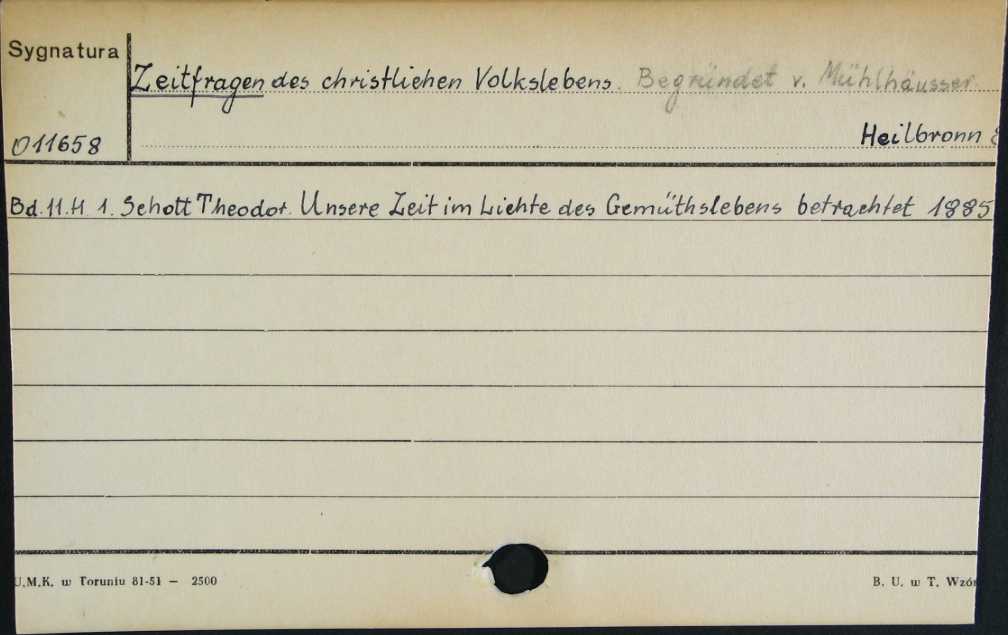 Sygnatura
Zeitfragen des christlichen Volkslebens. Begründet v. Mühlhäusser.
011658
Heilbronn
Bd. 11. H 1. Schott Theodor. Unsere Zeit im Lichte des Gemüthslebens betrachtet 1885
U.M.K. w Toruniu 81-51 — 2500
B. U. w T. Wzór